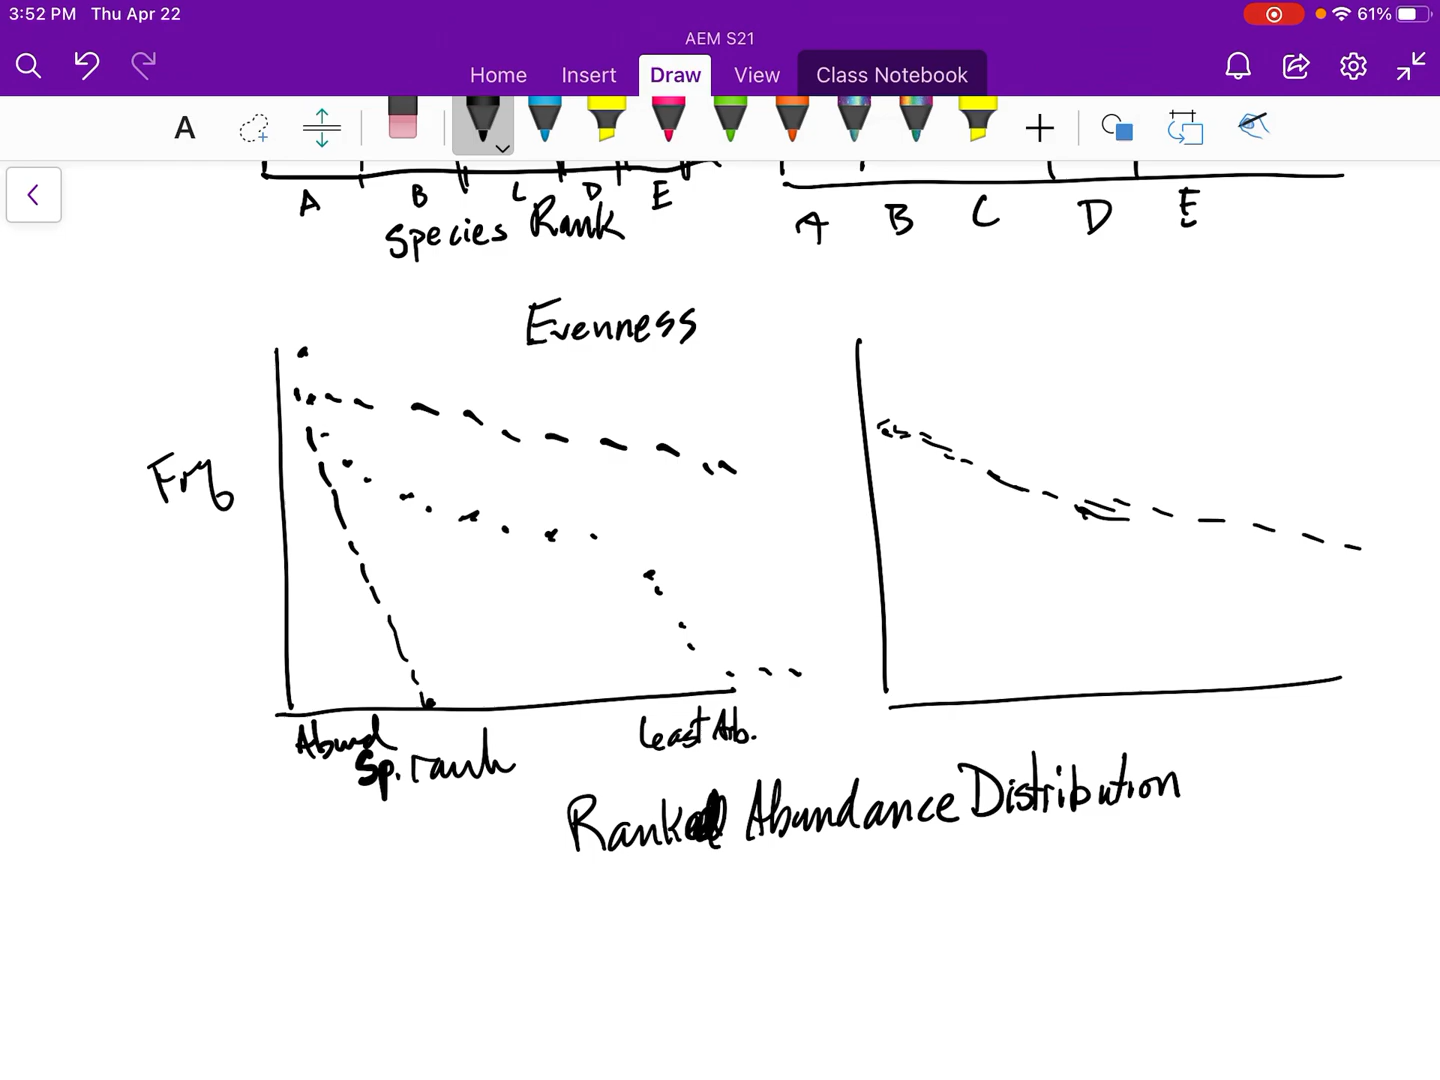 3:52 PM Thu Apr 22
61%
AEM S21
Home Insert Draw View Class Notebook
A
A B C D E
Species Rank
A B C D E
Evenness
Frq
Abund
Least Ab.
Sp. rank
Ranked Abundance Distribution